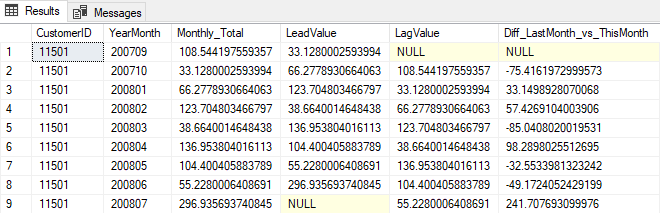 Results Messages
CustomerID YearMonth Monthly_Total LeadValue LagValue Diff_LastMonth_vs_ThisMonth
1 11501 200709 108.544197559357 33.1280002593994 NULL NULL
2 11501 200710 33.1280002593994 66.2778930664063 108.544197559357 -75.4161972999573
3 11501 200801 66.2778930664063 123.704803466797 33.1280002593994 33.1498928070068
4 11501 200802 123.704803466797 38.6640014648438 66.2778930664063 57.4269104003906
5 11501 200803 38.6640014648438 136.953804016113 123.704803466797 -85.0408020019531
6 11501 200804 136.953804016113 104.400405883789 38.6640014648438 98.2898025512695
7 11501 200805 104.400405883789 55.2280006408691 136.953804016113 -32.5533981323242
8 11501 200806 55.2280006408691 296.935693740845 104.400405883789 -49.1724052429199
9 11501 200807 296.935693740845 NULL 55.2280006408691 241.707693099976